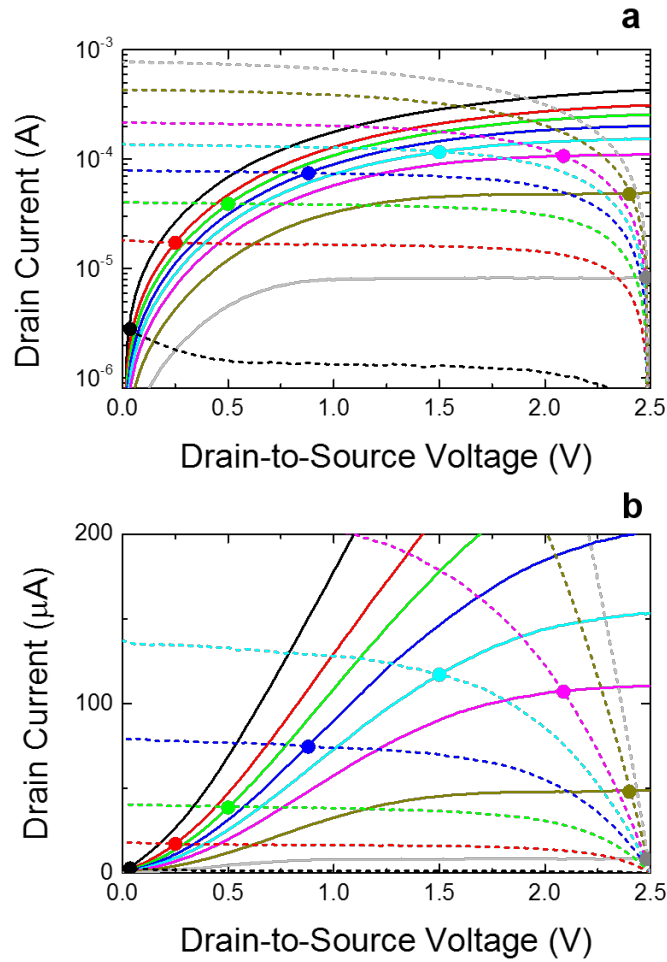 a
10⁻³
10⁻⁴
10⁻⁵
10⁻⁶
Drain Current (A)
0.0 0.5 1.0 1.5 2.0 2.5
Drain-to-Source Voltage (V)
b
200
100
0
Drain Current (μA)
0.0 0.5 1.0 1.5 2.0 2.5
Drain-to-Source Voltage (V)